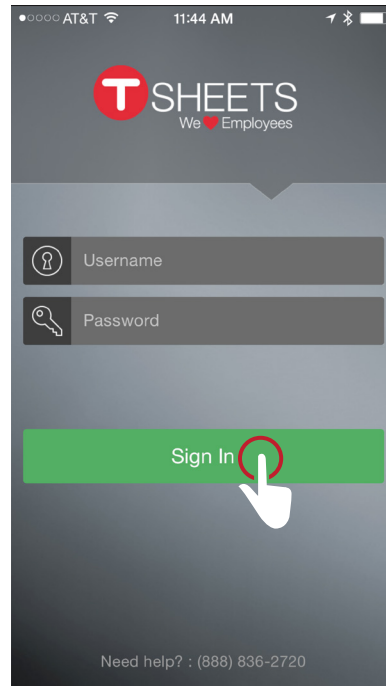 AT&T 11:44 AM
T SHEETS
We ❤ Employees
Username
Password
Sign In
Need help? : (888) 836-2720